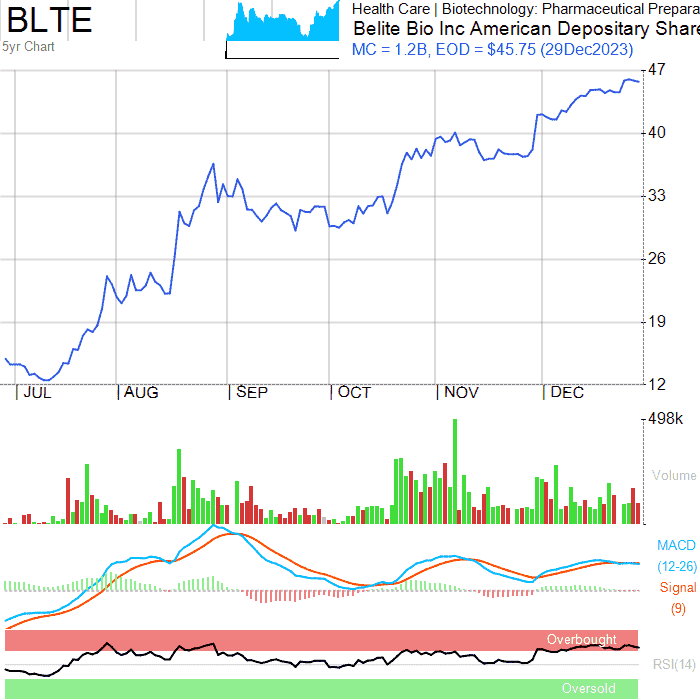 BLTE
5yr Chart
Health Care | Biotechnology: Pharmaceutical Prepara
Belite Bio Inc American Depositary Share
MC = 1.2B, EOD = $45.75 (29Dec2023)
47
40
33
26
19
12
JUL AUG SEP OCT NOV DEC
498k
Volume
MACD
(12-26)
Signal
(9)
Overbought
RSI(14)
Oversold